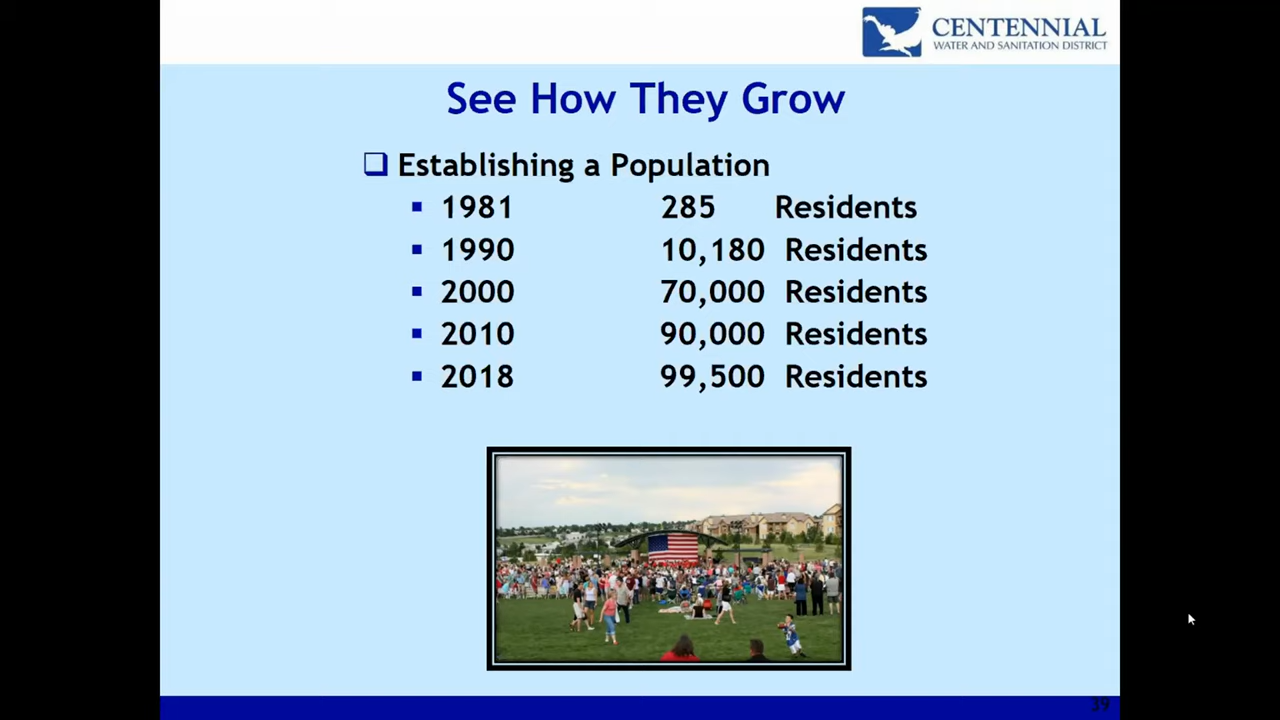 CENTENNIAL
WATER AND SANITATION DISTRICT
See How They Grow
Establishing a Population
1981 285 Residents
1990 10,180 Residents
2000 70,000 Residents
2010 90,000 Residents
2018 99,500 Residents
39